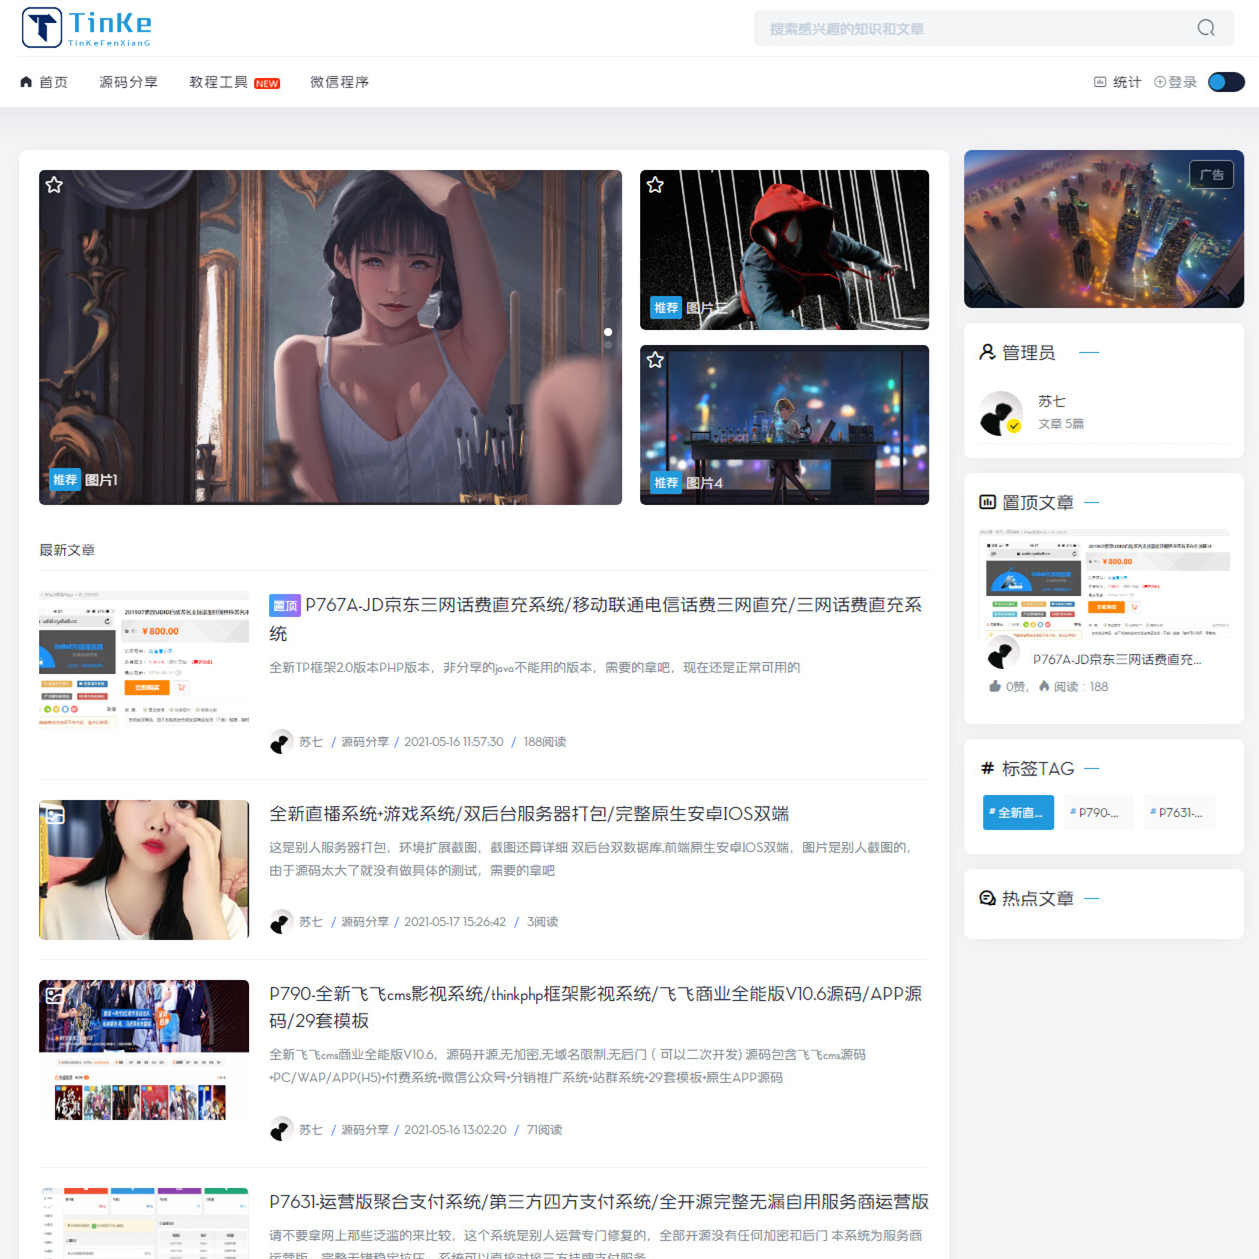 TinKe
TinKeFenXianG
搜索感兴趣的知识和文章
首页
源码分享
教程工具 NEW
微信程序
统计
登录
推荐 图片1
推荐 图片三
推荐 图片4
广告
管理员
苏七
文章 5篇
置顶文章
¥800.00
P767A-JD京东三网话费直充...
0赞, 阅读 : 188
标签TAG
# 全新直...
# P790-...
# P7631-...
热点文章
最新文章
¥800.00
置顶 P767A-JD京东三网话费直充系统/移动联通电信话费三网直充/三网话费直充系
统
全新TP框架2.0版本PHP版本，非分享的java不能用的版本，需要的拿吧，现在还是正常可用的
苏七 / 源码分享 / 2021-05-16 11:57:30 / 188阅读
全新直播系统+游戏系统/双后台服务器打包/完整原生安卓IOS双端
这是别人服务器打包，环境扩展截图，截图还算详细 双后台双数据库,前端原生安卓IOS双端，图片是别人截图的，
由于源码太大了就没有做具体的测试，需要的拿吧
苏七 / 源码分享 / 2021-05-17 15:26:42 / 3阅读
P790-全新飞飞cms影视系统/thinkphp框架影视系统/飞飞商业全能版V10.6源码/APP源
码/29套模板
全新飞飞cms商业全能版V10.6，源码开源,无加密,无域名限制,无后门 ( 可以二次开发) 源码包含飞飞cms源码
+PC/WAP/APP(H5)+付费系统+微信公众号+分销推广系统+站群系统+29套模板+原生APP源码
苏七 / 源码分享 / 2021-05-16 13:02:20 / 71阅读
P7631-运营版聚合支付系统/第三方四方支付系统/全开源完整无漏自用服务商运营版
请不要拿网上那些泛滥的来比较，这个系统是别人运营专门修复的，全部开源没有任何加密和后门 本系统为服务商